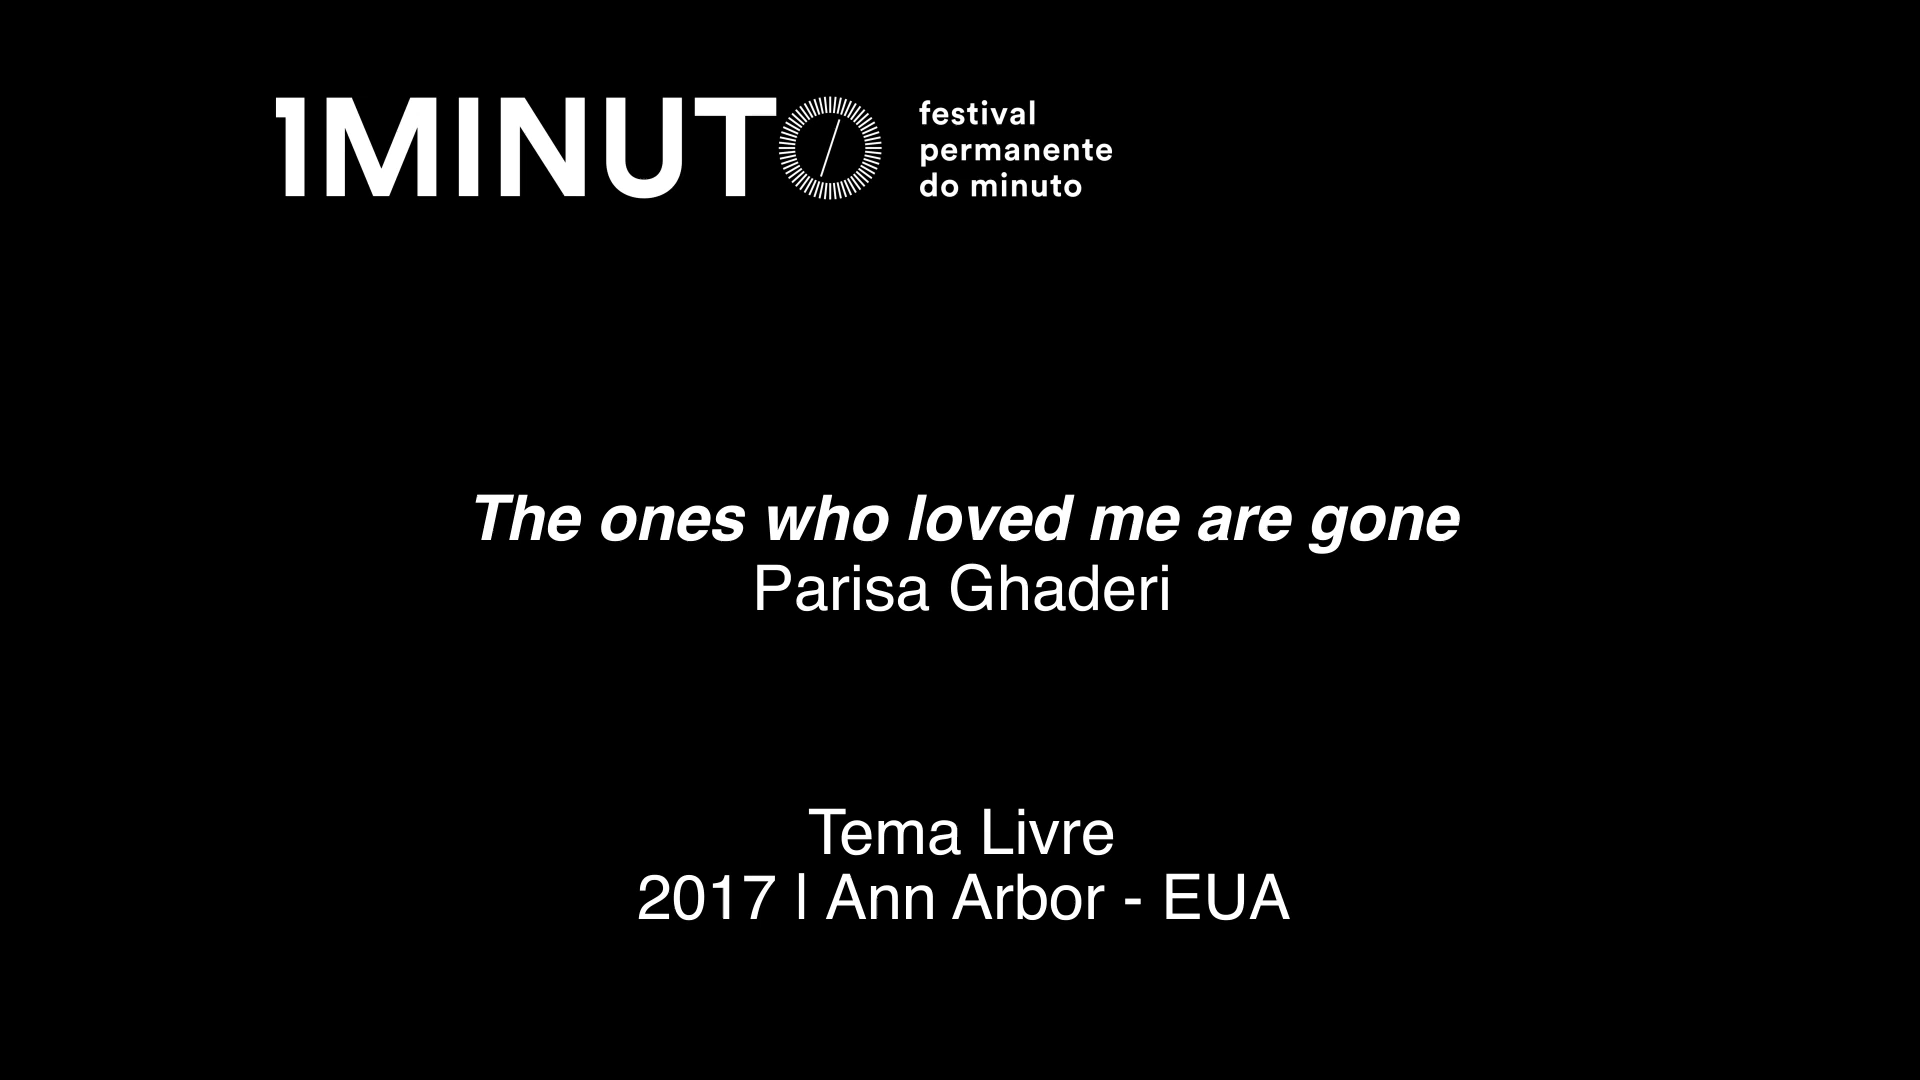 1MINUTO
festival
permanente
do minuto
The ones who loved me are gone
Parisa Ghaderi
Tema Livre
2017 | Ann Arbor - EUA